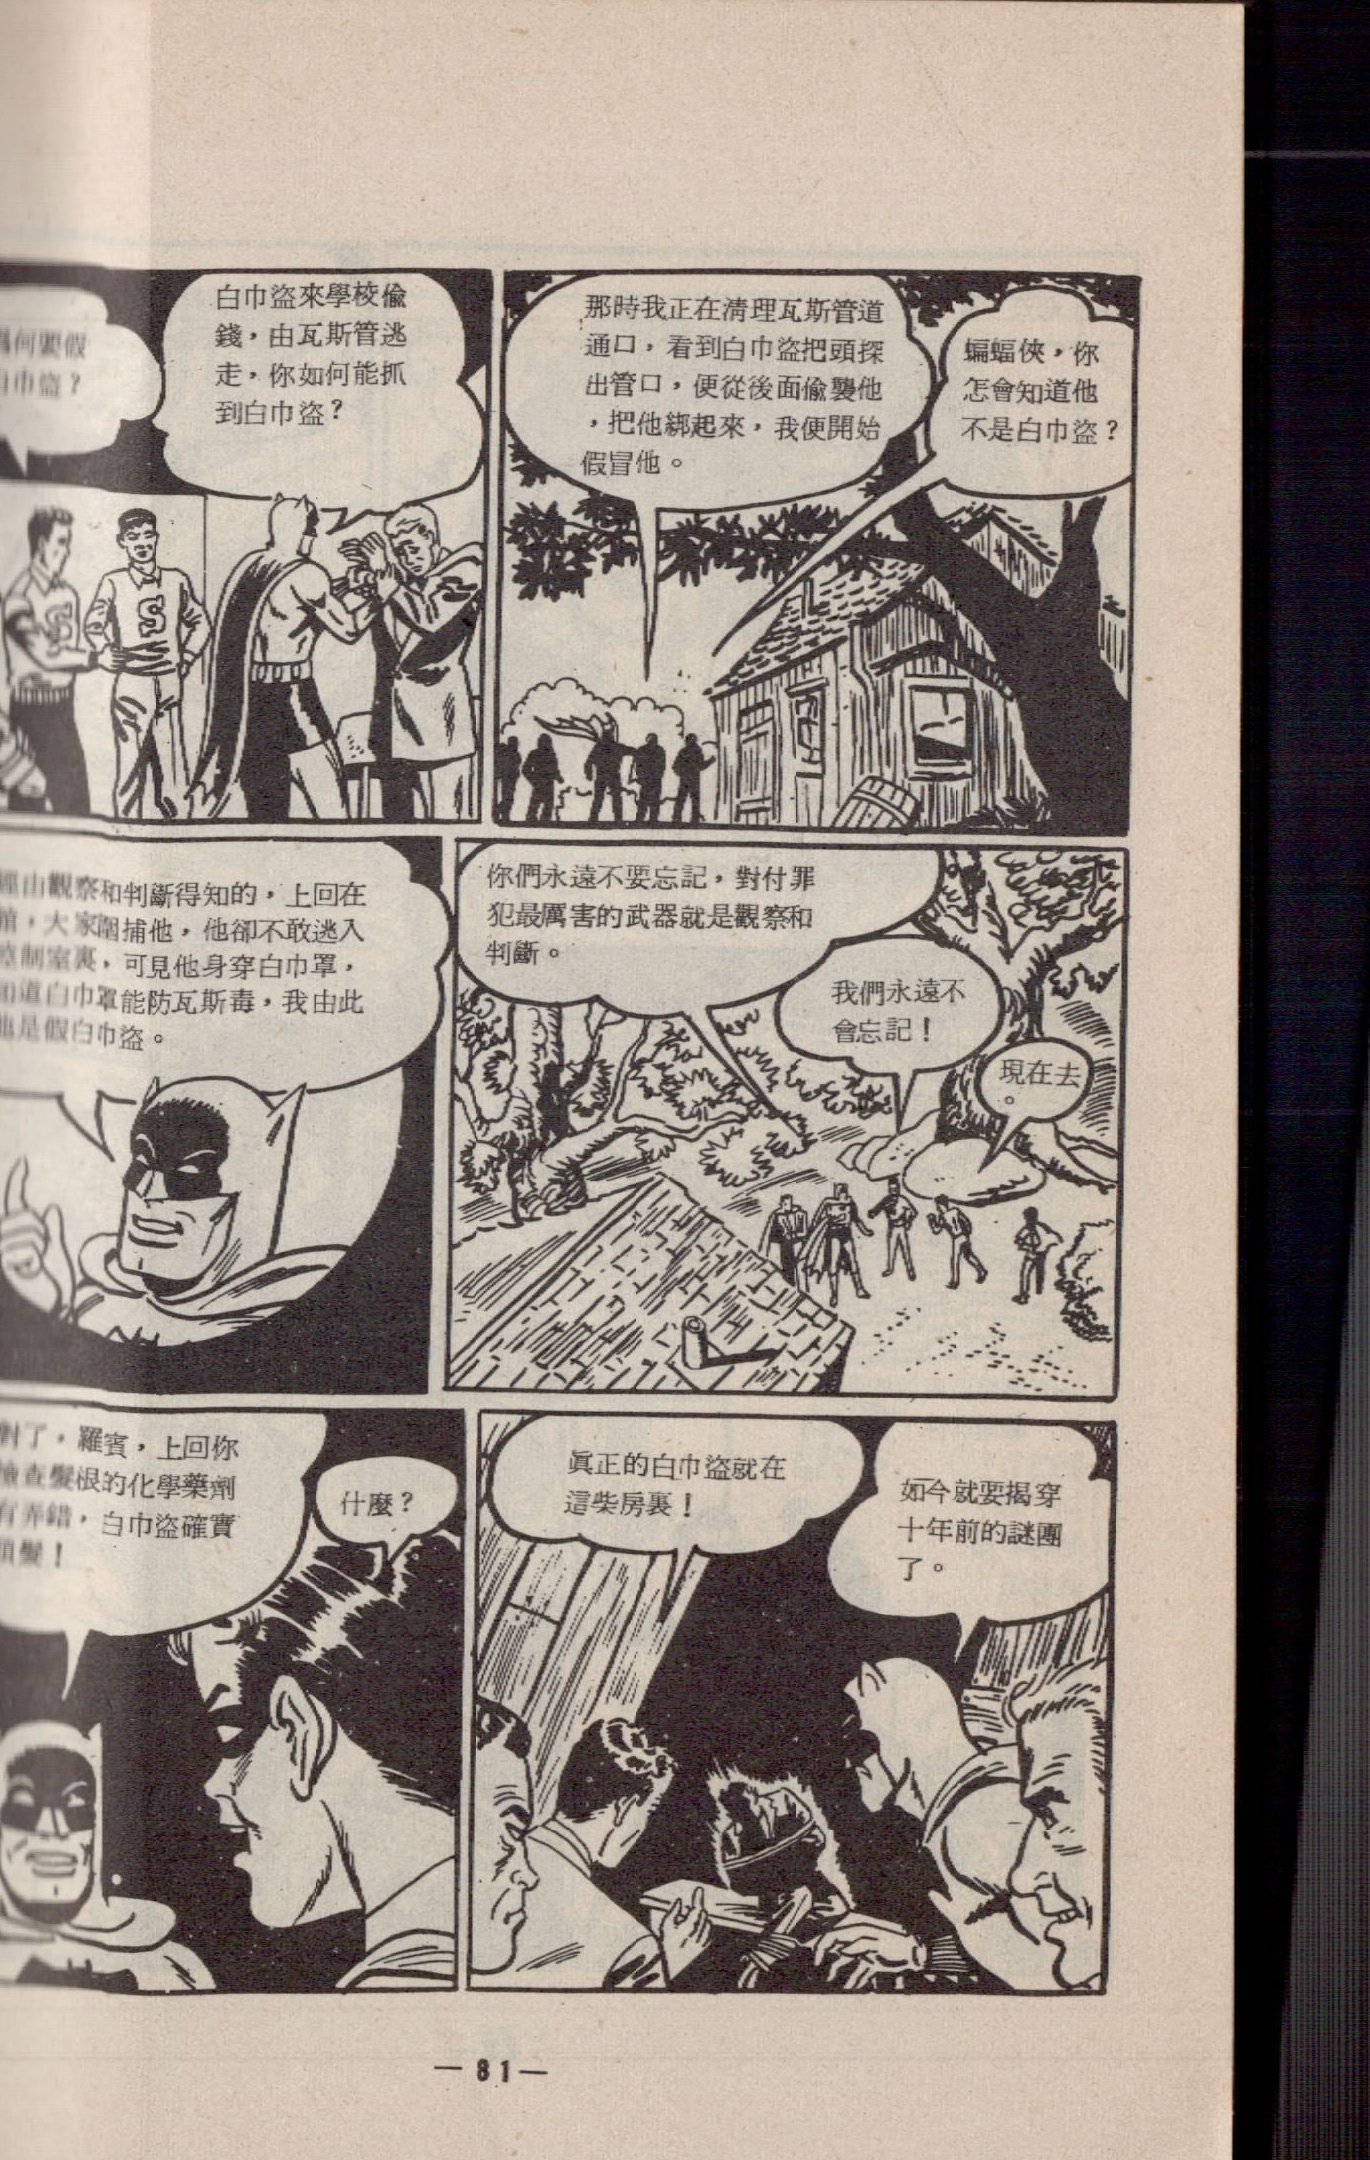 何要假
巾盜？
白巾盜來學校偷
錢，由瓦斯管逃
走，你如何能抓
到白巾盜？
那時我正在清理瓦斯管道
通口，看到白巾盜把頭探
出管口，便從後面偷襲他
，把他綁起來，我便開始
假冒他。
蝙蝠俠，你
怎會知道他
不是白巾盜？
經由觀察和判斷得知的，上回在
，大家圍捕他，他卻不敢逃入
控制室裏，可見他身穿白巾罩，
知道白巾罩能防瓦斯毒，我由此
他是假白巾盜。
你們永遠不要忘記，對付罪
犯最厲害的武器就是觀察和
判斷。
我們永遠不
會忘記！
現在去
。
對了，羅賓，上回你
檢查髮根的化學藥劑
有弄錯，白巾盜確實
頭髮！
什麼？
眞正的白巾盜就在
這柴房裏！
如今就要揭穿
十年前的謎團
了。
— 81 —